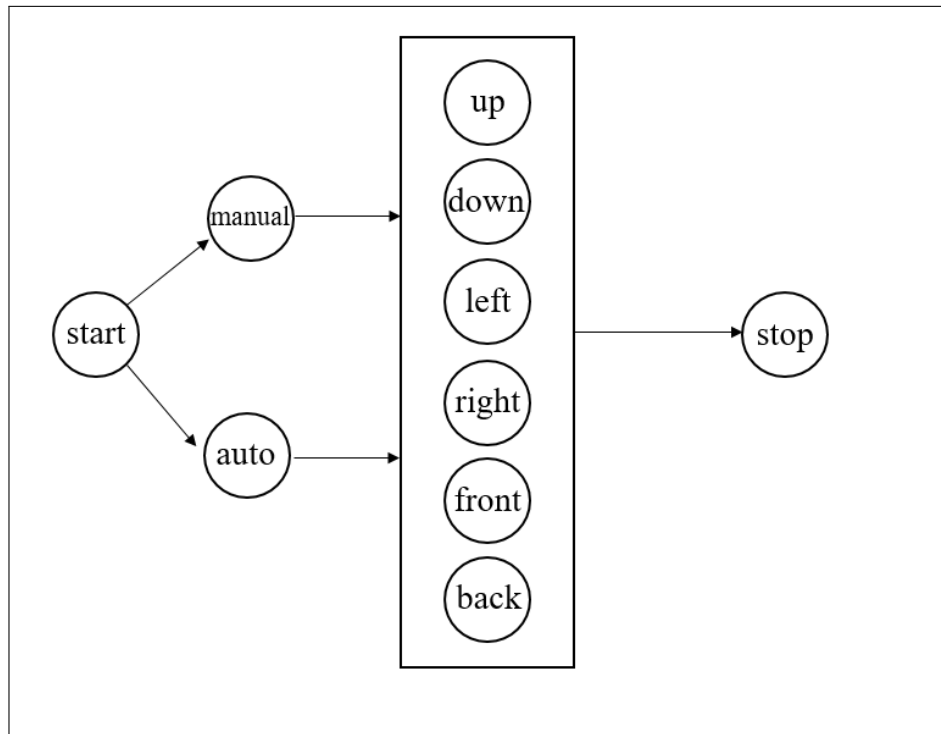 start
manual
auto
up
down
left
right
front
back
stop